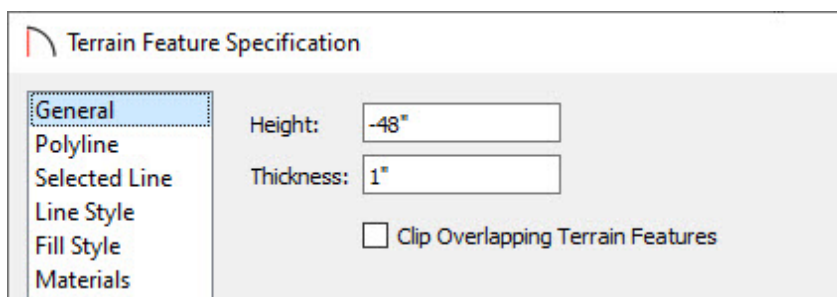 Terrain Feature Specification
General
Polyline
Selected Line
Line Style
Fill Style
Materials
Height: -48"
Thickness: 1"
Clip Overlapping Terrain Features